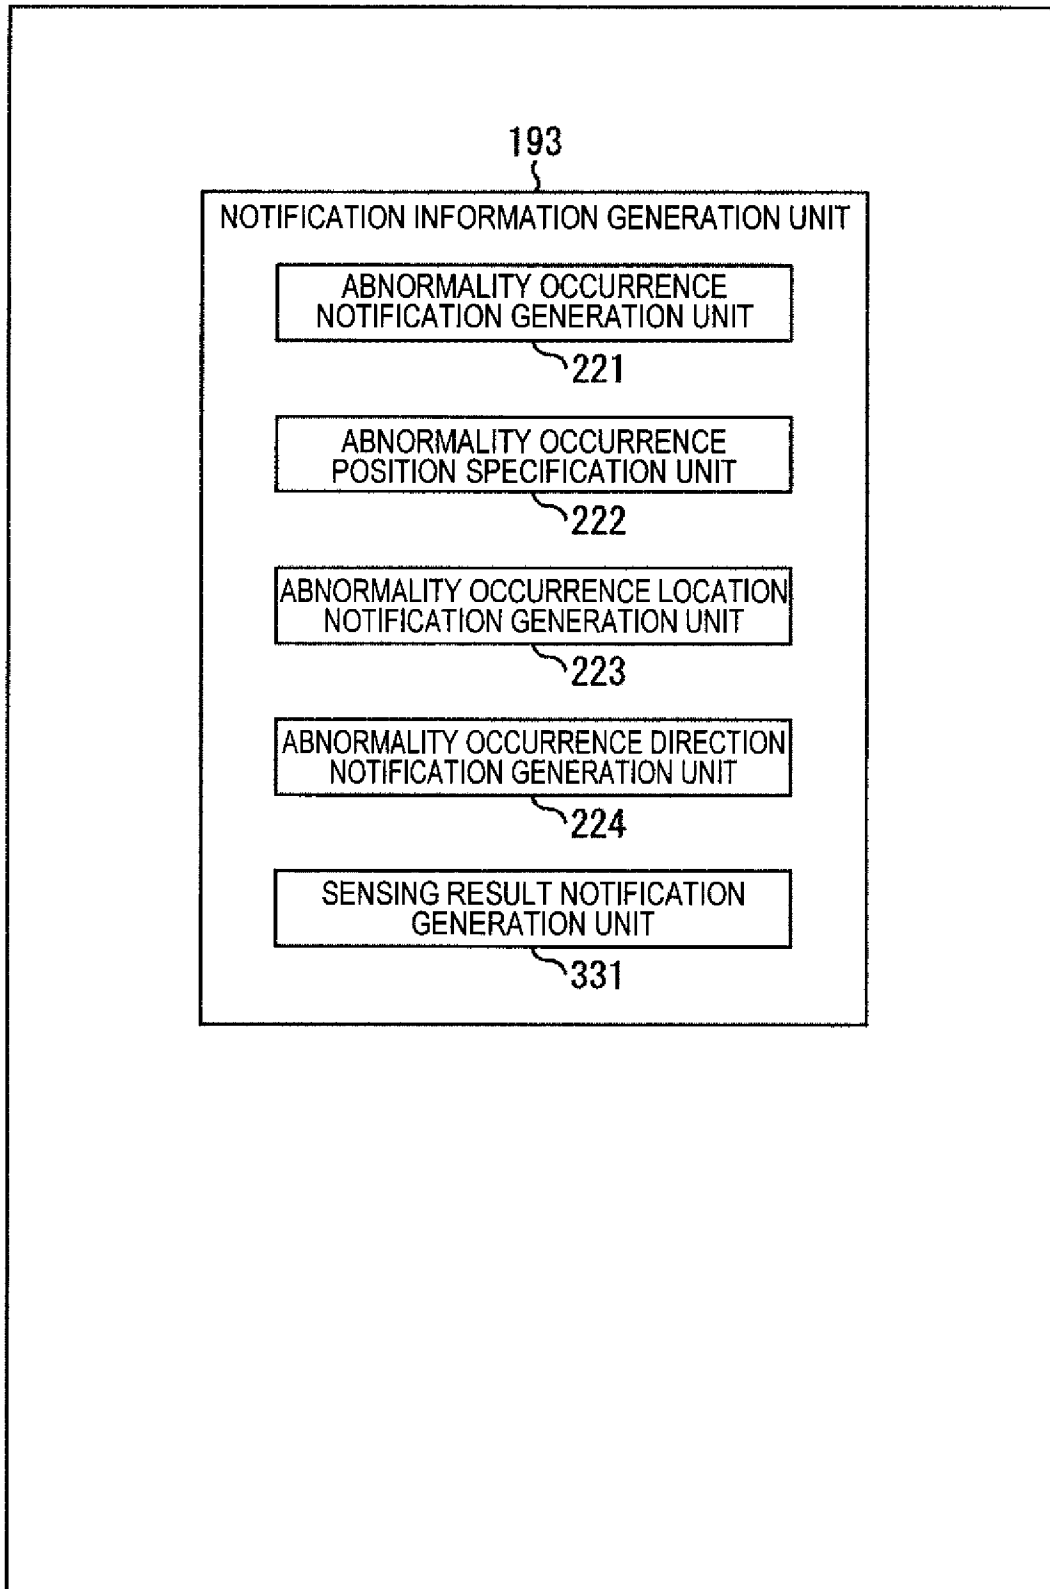 193
NOTIFICATION INFORMATION GENERATION UNIT
ABNORMALITY OCCURRENCE
NOTIFICATION GENERATION UNIT
221
ABNORMALITY OCCURRENCE
POSITION SPECIFICATION UNIT
222
ABNORMALITY OCCURRENCE LOCATION
NOTIFICATION GENERATION UNIT
223
ABNORMALITY OCCURRENCE DIRECTION
NOTIFICATION GENERATION UNIT
224
SENSING RESULT NOTIFICATION
GENERATION UNIT
331